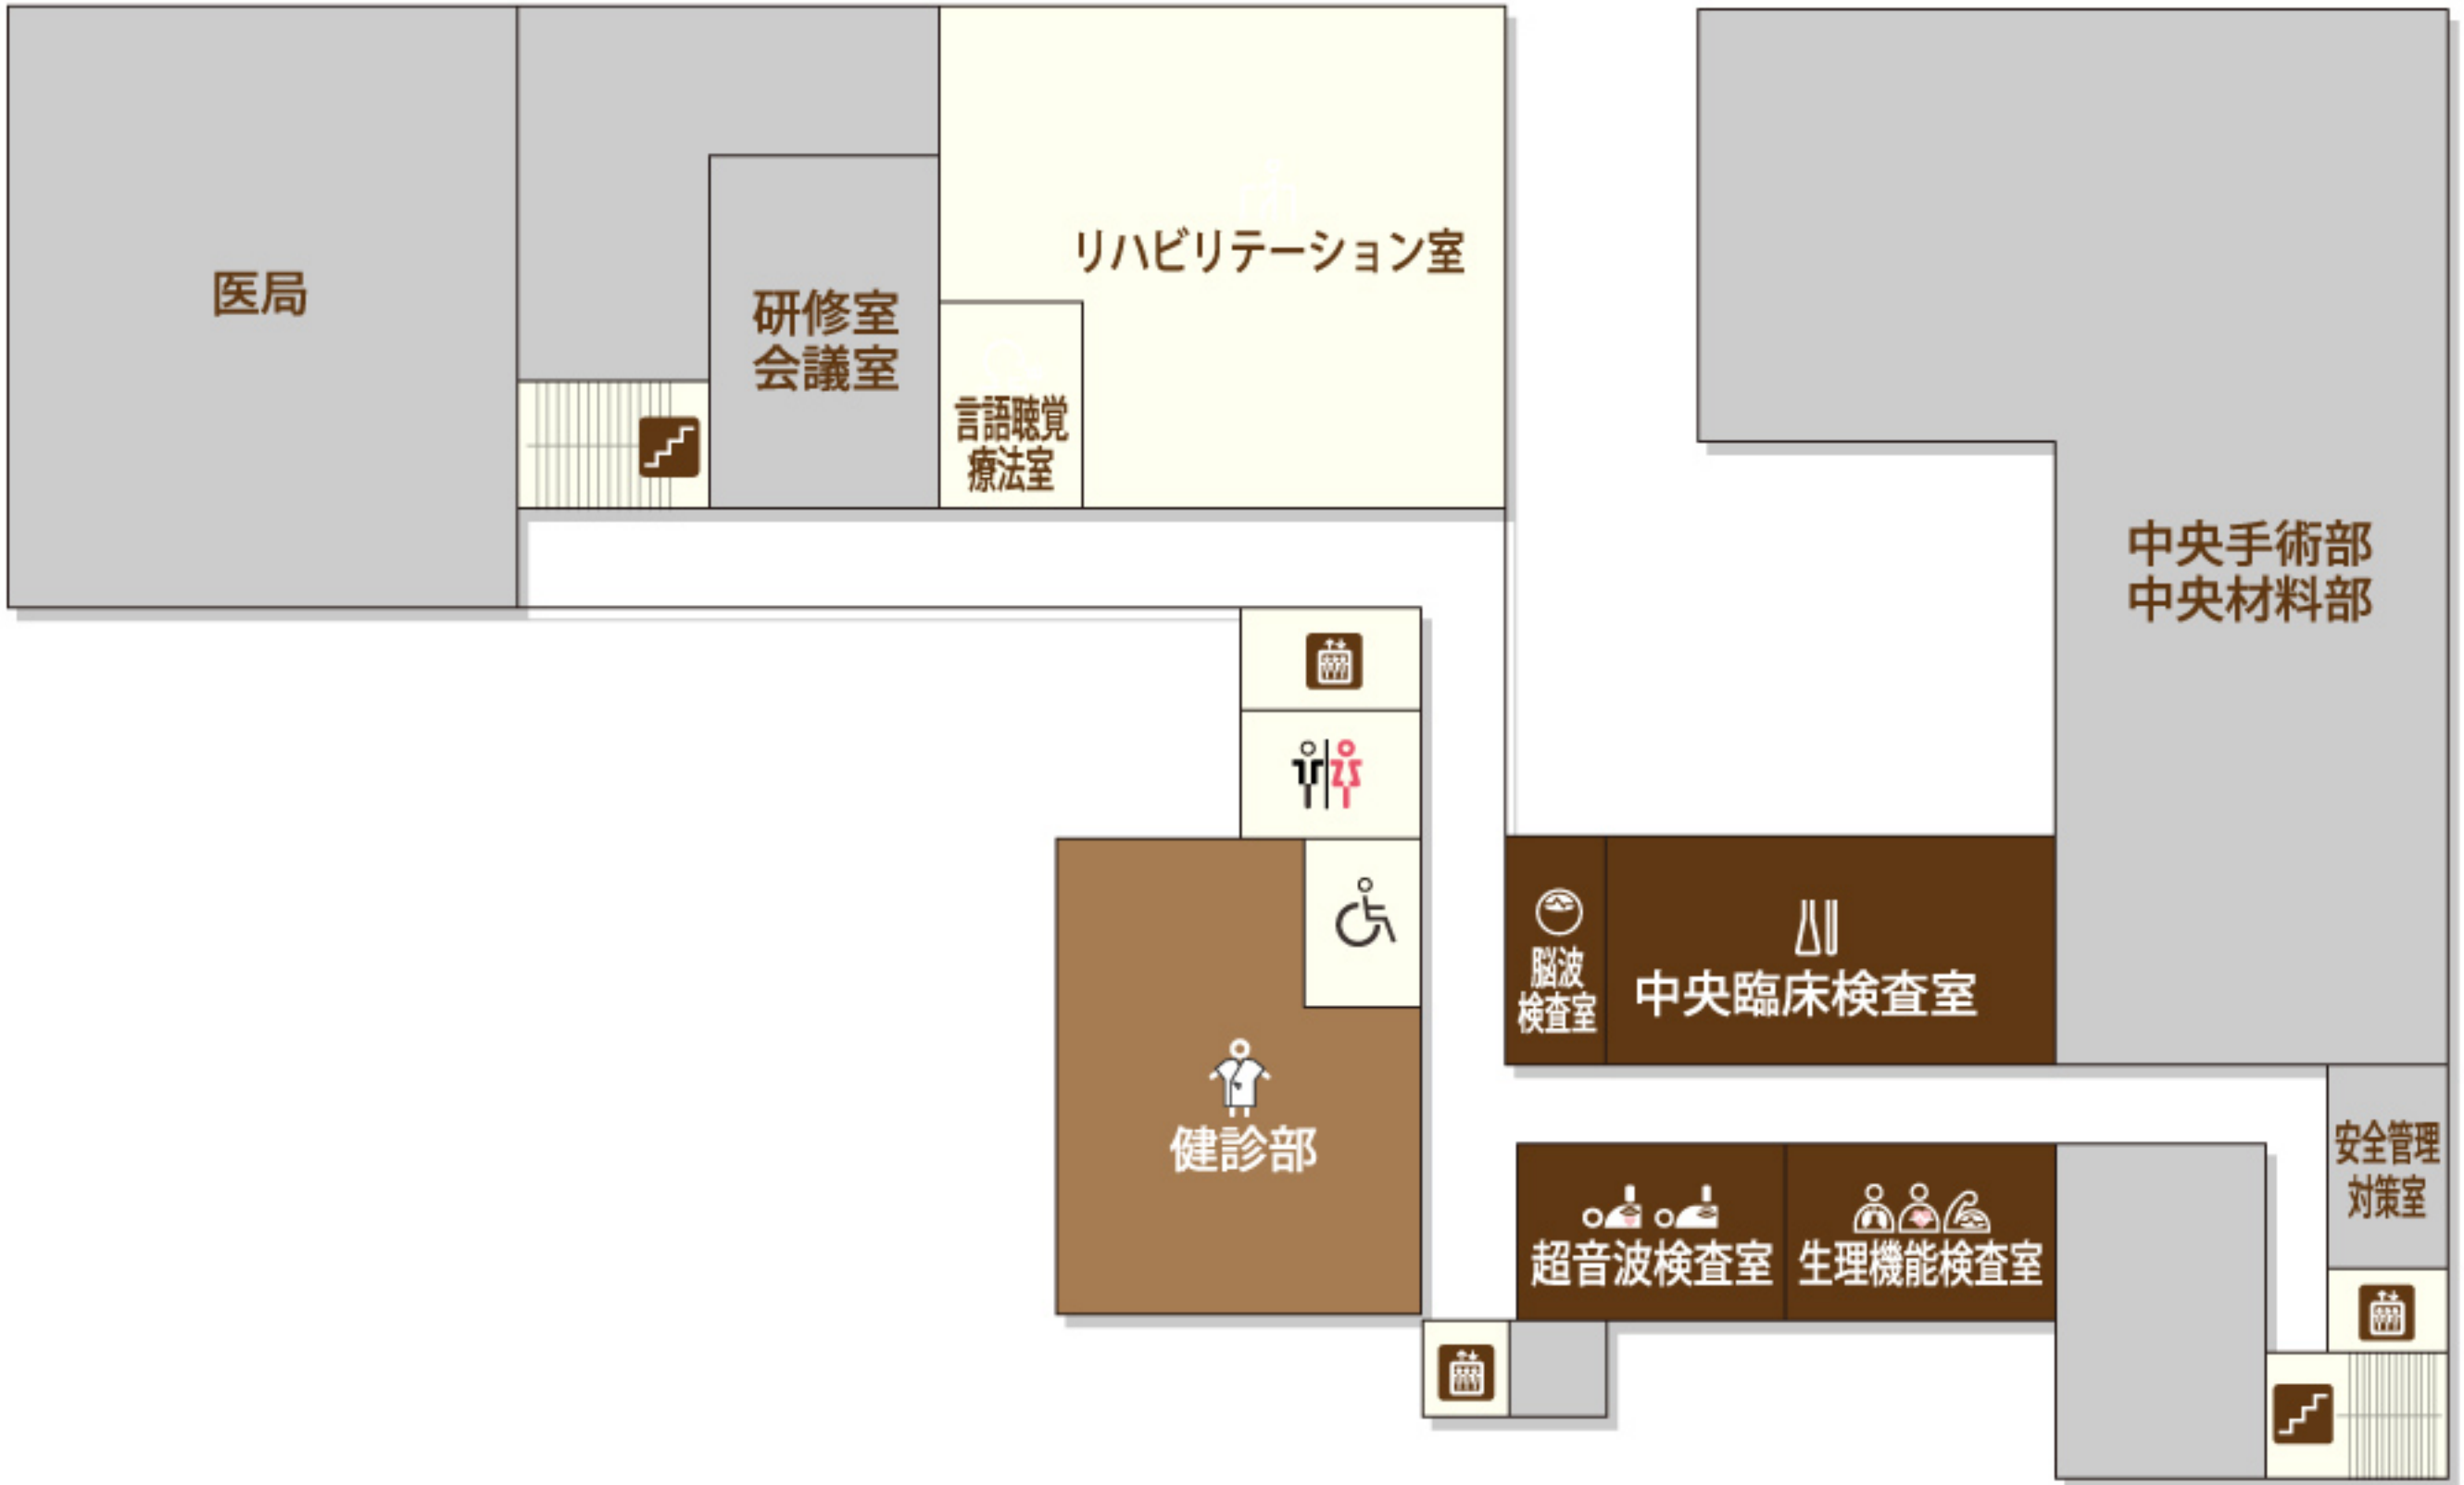 医局
研修室
会議室
リハビリテーション室
言語聴覚
療法室
中央手術部
中央材料部
脳波
検査室
中央臨床検査室
健診部
超音波検査室
生理機能検査室
安全管理
対策室